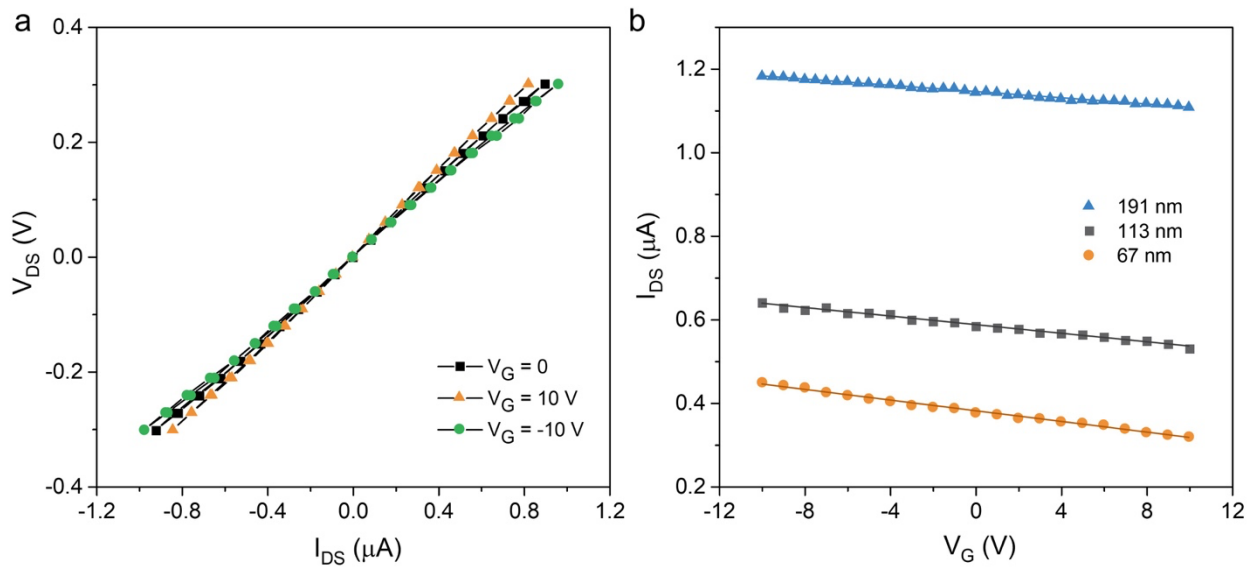 a
0.4
0.2
0.0
-0.2
-0.4
V_DS (V)
-1.2 -0.8 -0.4 0.0 0.4 0.8 1.2
I_DS (μA)
V_G = 0
V_G = 10 V
V_G = -10 V
b
1.2
1.0
0.8
0.6
0.4
0.2
I_DS (μA)
-12 -8 -4 0 4 8 12
V_G (V)
191 nm
113 nm
67 nm